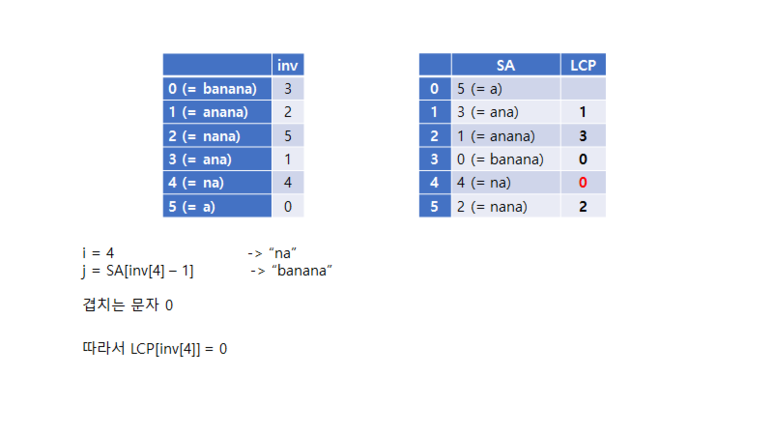 inv
0 (= banana) 3
1 (= anana) 2
2 (= nana) 5
3 (= ana) 1
4 (= na) 4
5 (= a) 0
SA LCP
0 5 (= a)
1 3 (= ana) 1
2 1 (= anana) 3
3 0 (= banana) 0
4 4 (= na) 0
5 2 (= nana) 2
i = 4 -> “na”
j = SA[inv[4] – 1] -> “banana”
겹치는 문자 0
따라서 LCP[inv[4]] = 0